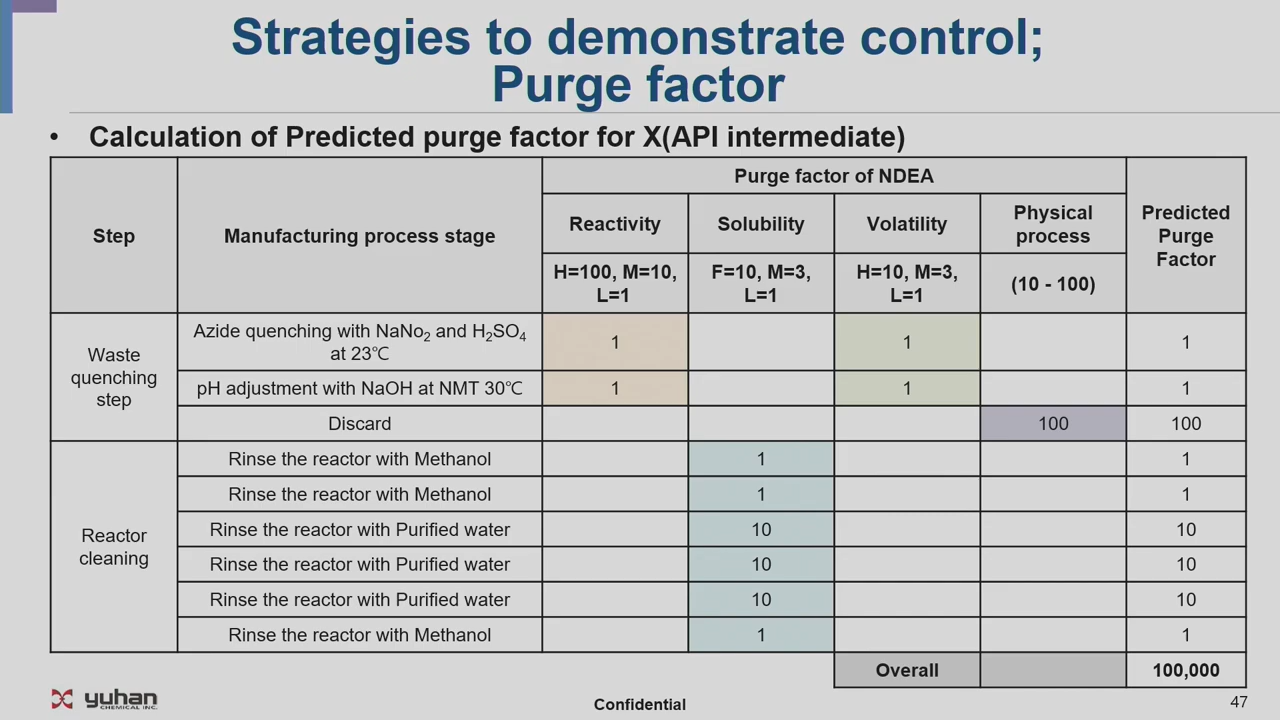 Strategies to demonstrate control;
Purge factor
• Calculation of Predicted purge factor for X(API intermediate)
Step
Manufacturing process stage
Purge factor of NDEA
Predicted
Purge
Factor
Reactivity
Solubility
Volatility
Physical
process
H=100, M=10,
L=1
F=10, M=3,
L=1
H=10, M=3,
L=1
(10 - 100)
Waste
quenching
step
Azide quenching with NaNo₂ and H₂SO₄
at 23℃
1
1
1
pH adjustment with NaOH at NMT 30℃
1
1
1
Discard
100
100
Reactor
cleaning
Rinse the reactor with Methanol
1
1
Rinse the reactor with Methanol
1
1
Rinse the reactor with Purified water
10
10
Rinse the reactor with Purified water
10
10
Rinse the reactor with Purified water
10
10
Rinse the reactor with Methanol
1
1
Overall
100,000
yuhan
CHEMICAL INC.
Confidential
47